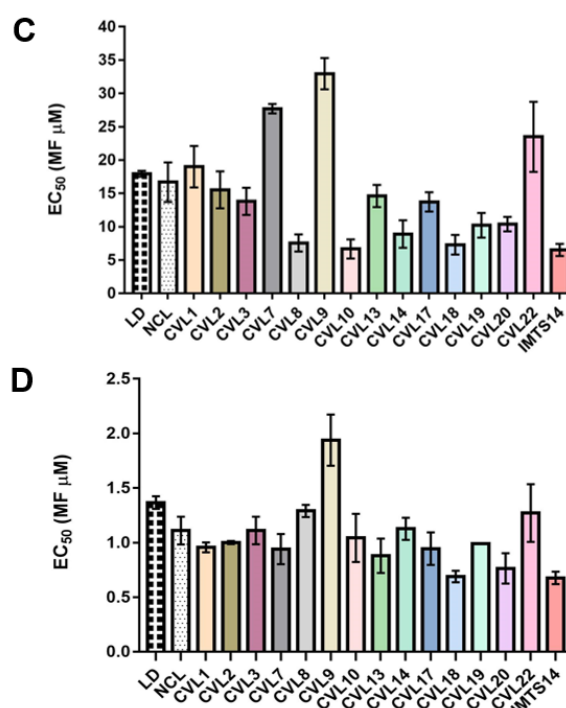 C
EC50 (MF μM)
40
35
30
25
20
15
10
5
0
LD NCL CVL1 CVL2 CVL3 CVL7 CVL8 CVL9 CVL10 CVL13 CVL14 CVL17 CVL18 CVL19 CVL20 CVL22 IMTS14
D
EC50 (MF μM)
2.5
2.0
1.5
1.0
0.5
0.0
LD NCL CVL1 CVL2 CVL3 CVL7 CVL8 CVL9 CVL10 CVL13 CVL14 CVL17 CVL18 CVL19 CVL20 CVL22 IMTS14